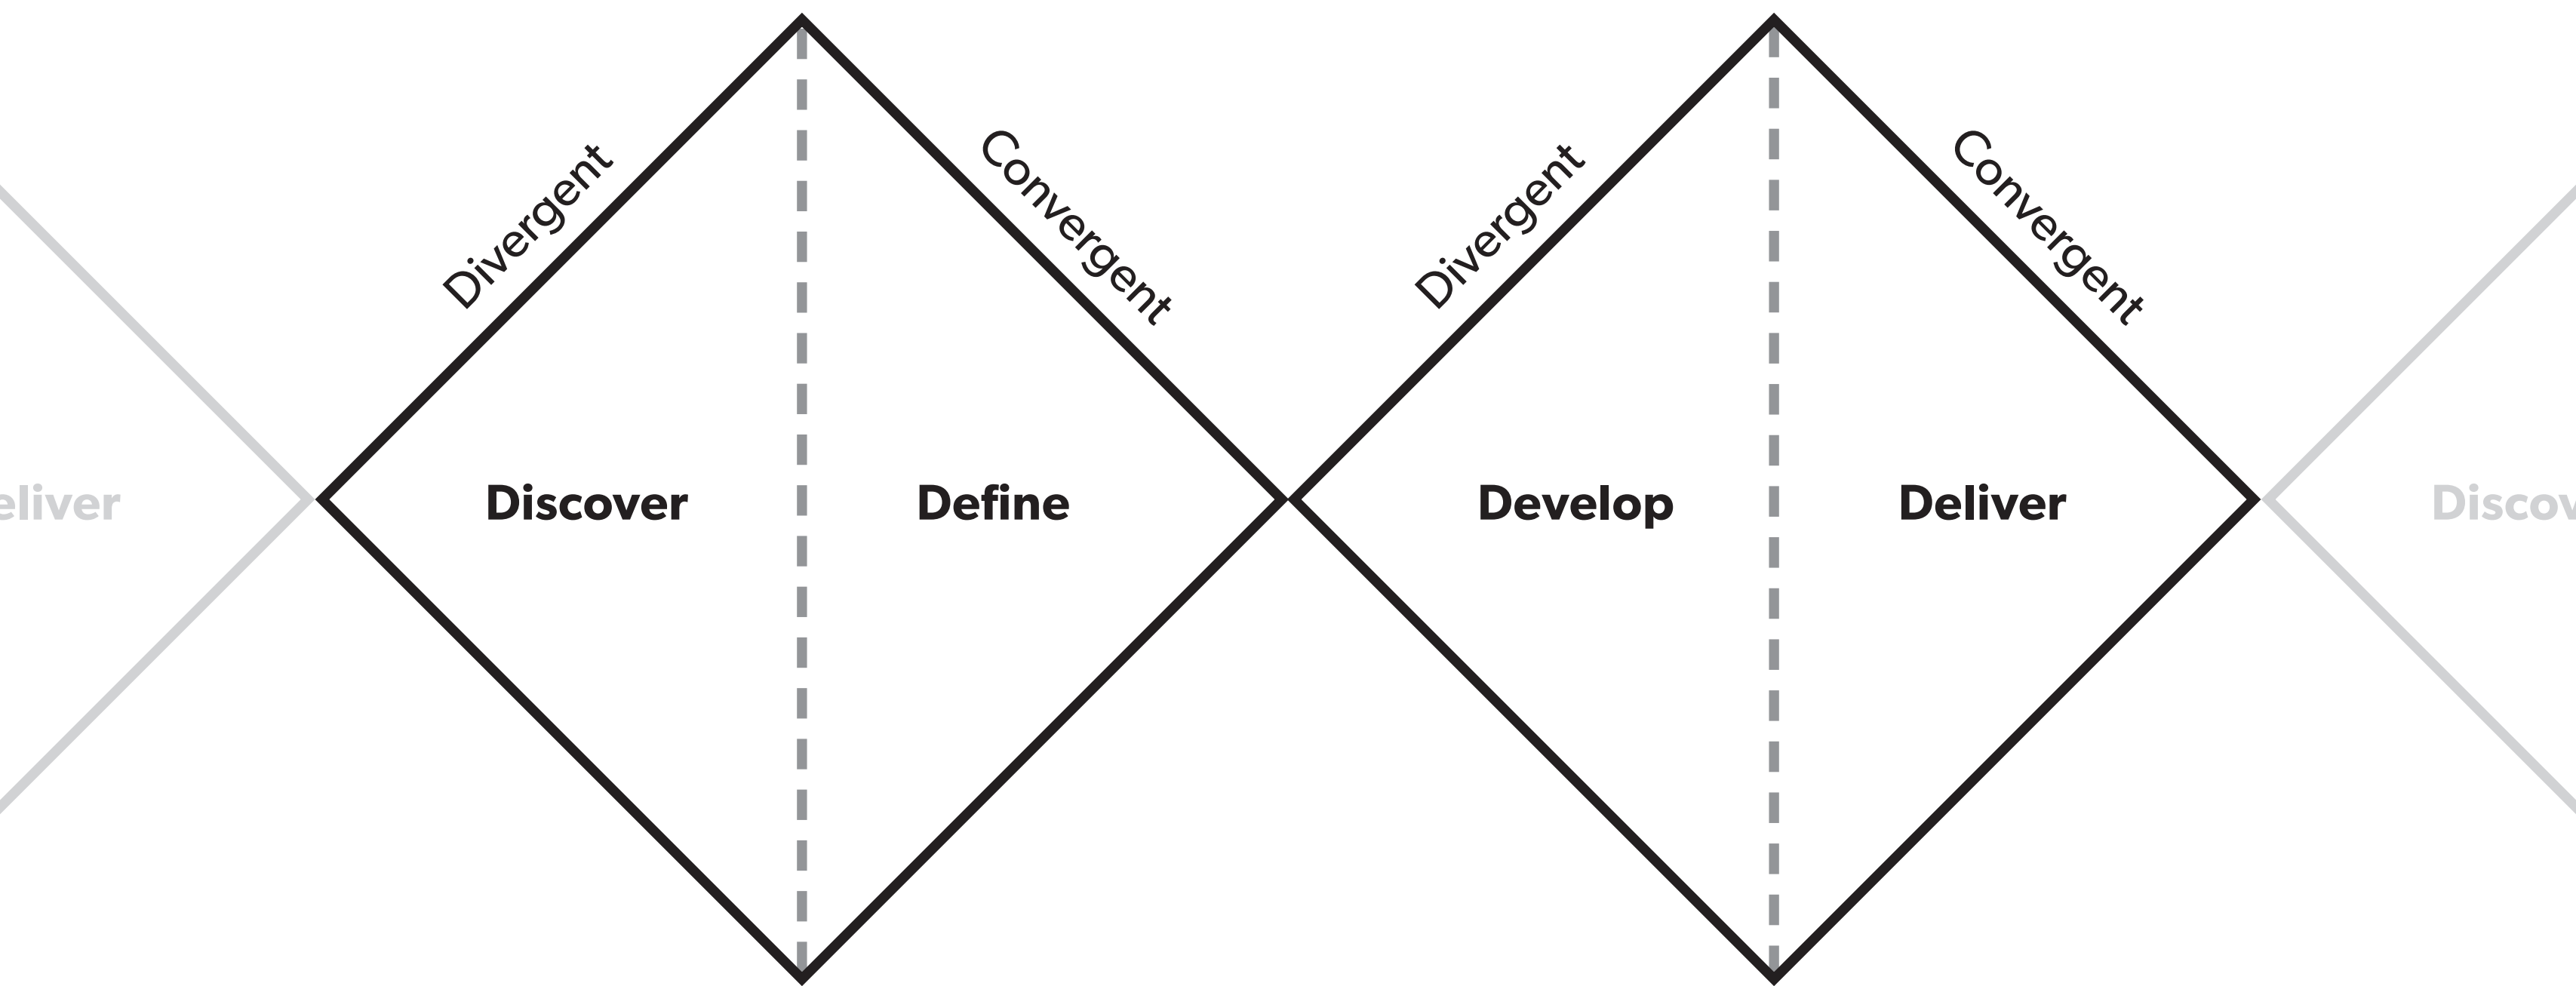 Divergent
Convergent
Divergent
Convergent
eliver
Discover
Define
Develop
Deliver
Discov